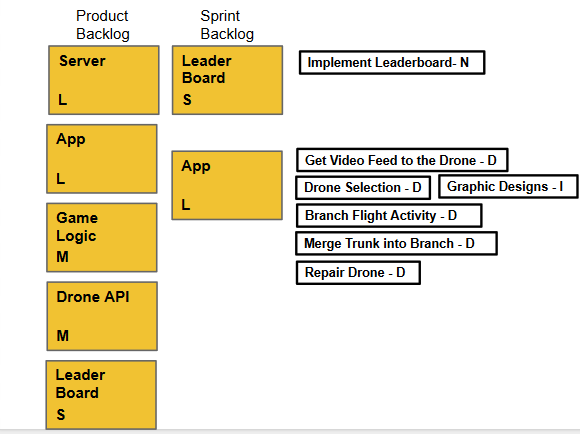 Product
Backlog
Sprint
Backlog
Server
L
Leader
Board
S
Implement Leaderboard- N
App
L
App
L
Get Video Feed to the Drone - D
Drone Selection - D
Graphic Designs - I
Branch Flight Activity - D
Merge Trunk into Branch - D
Repair Drone - D
Game
Logic
M
Drone API
M
Leader
Board
S